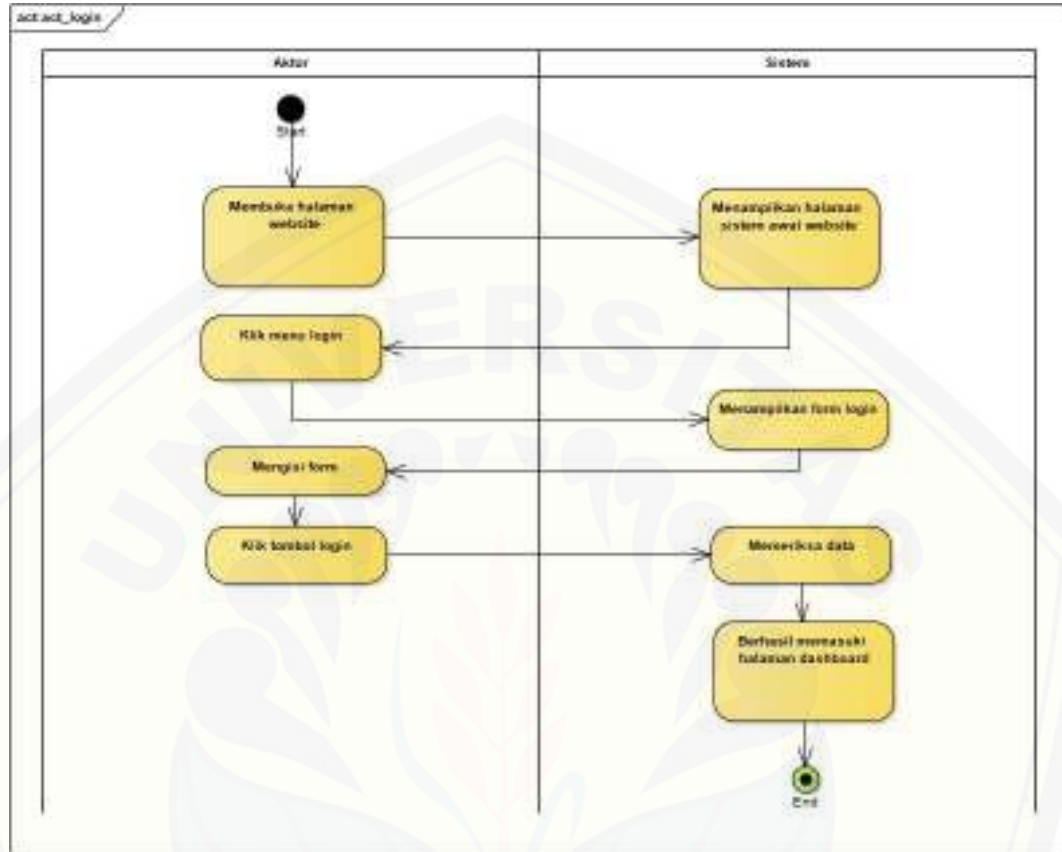 act act_login
Aktor
Sistem
Start
Membuka halaman
website
Menampilkan halaman
sistem awal website
Klik menu login
Menampilkan form login
Mengisi form
Klik tombol login
Memeriksa data
Berhasil memasuki
halaman dashboard
End
UNIVERSITAS